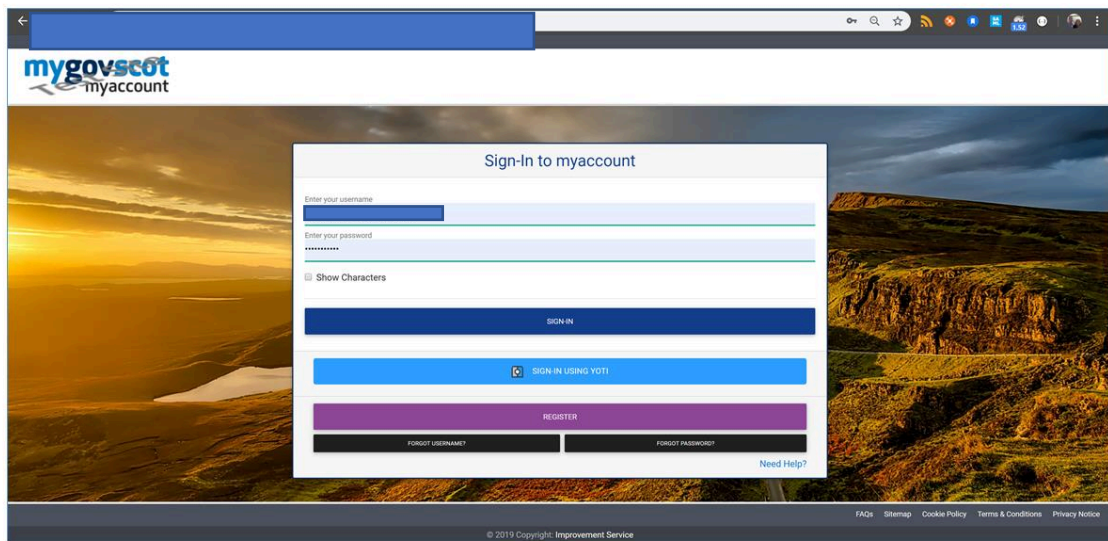 1.52
mygovscot
myaccount
Sign-In to myaccount
Enter your username
Enter your password
•••••••••••
Show Characters
SIGN-IN
SIGN-IN USING YOTI
REGISTER
FORGOT USERNAME?
FORGOT PASSWORD?
Need Help?
FAQs Sitemap Cookie Policy Terms & Conditions Privacy Notice
© 2019 Copyright: Improvement Service